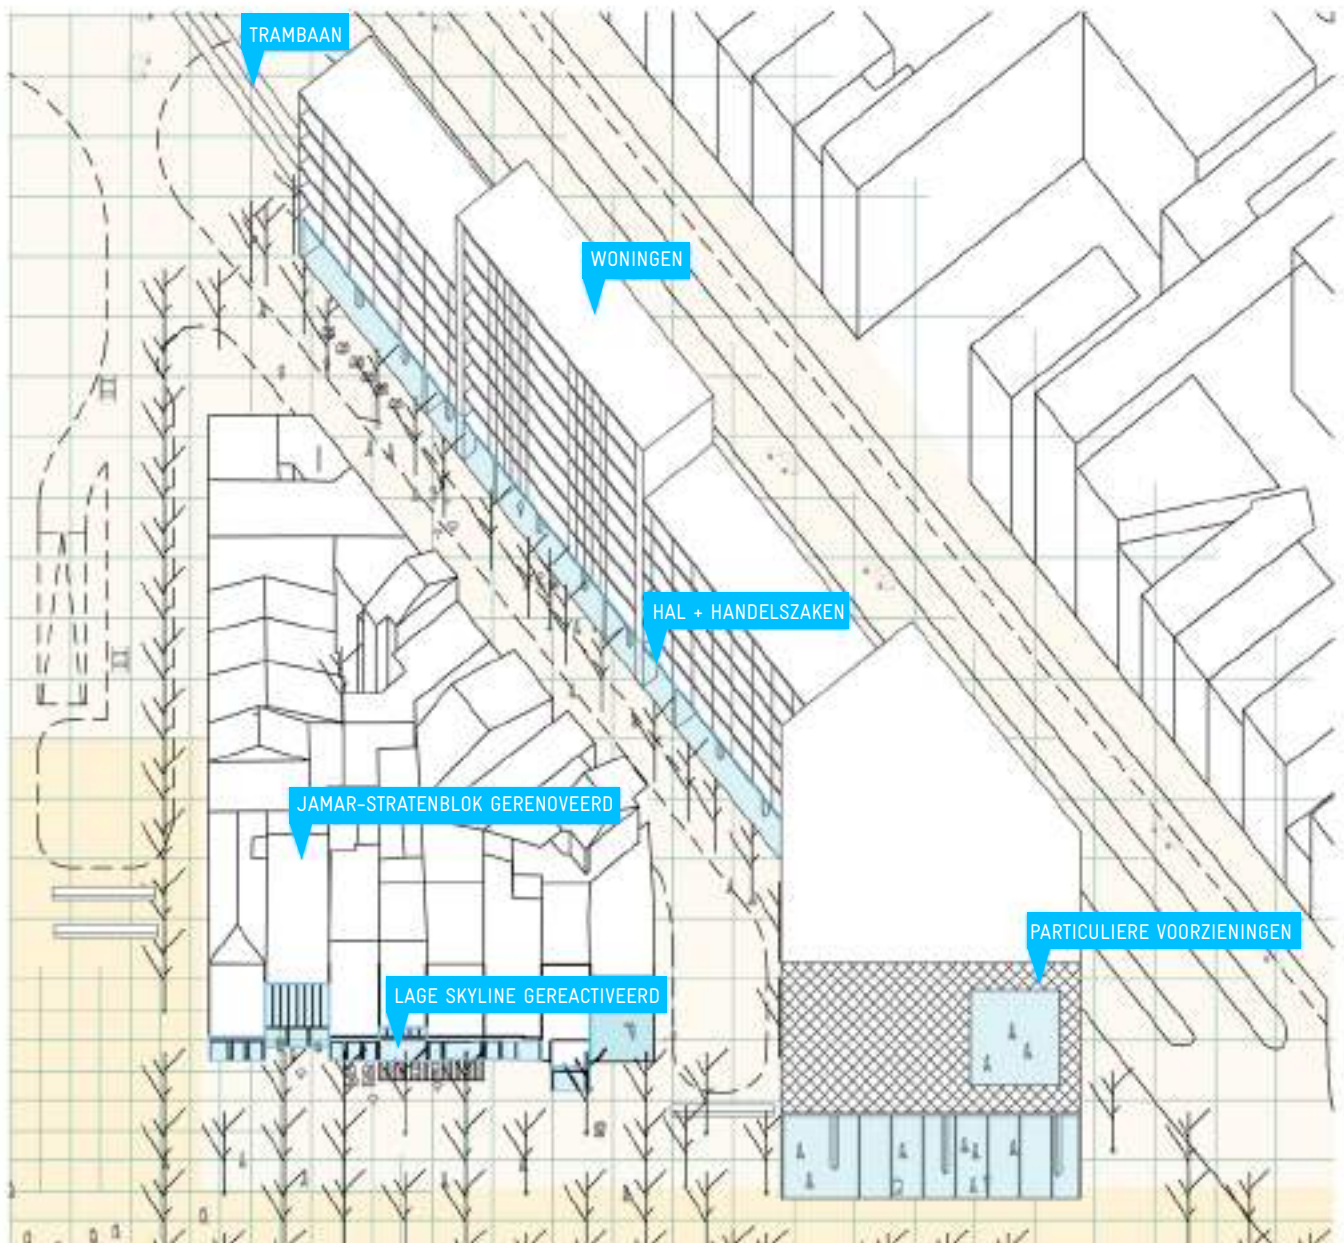 TRAMBAAN
WONINGEN
HAL + HANDELSZAKEN
JAMAR-STRATENBLOK GERENOVEERD
PARTICULIERE VOORZIENINGEN
LAGE SKYLINE GEREACTIVEERD